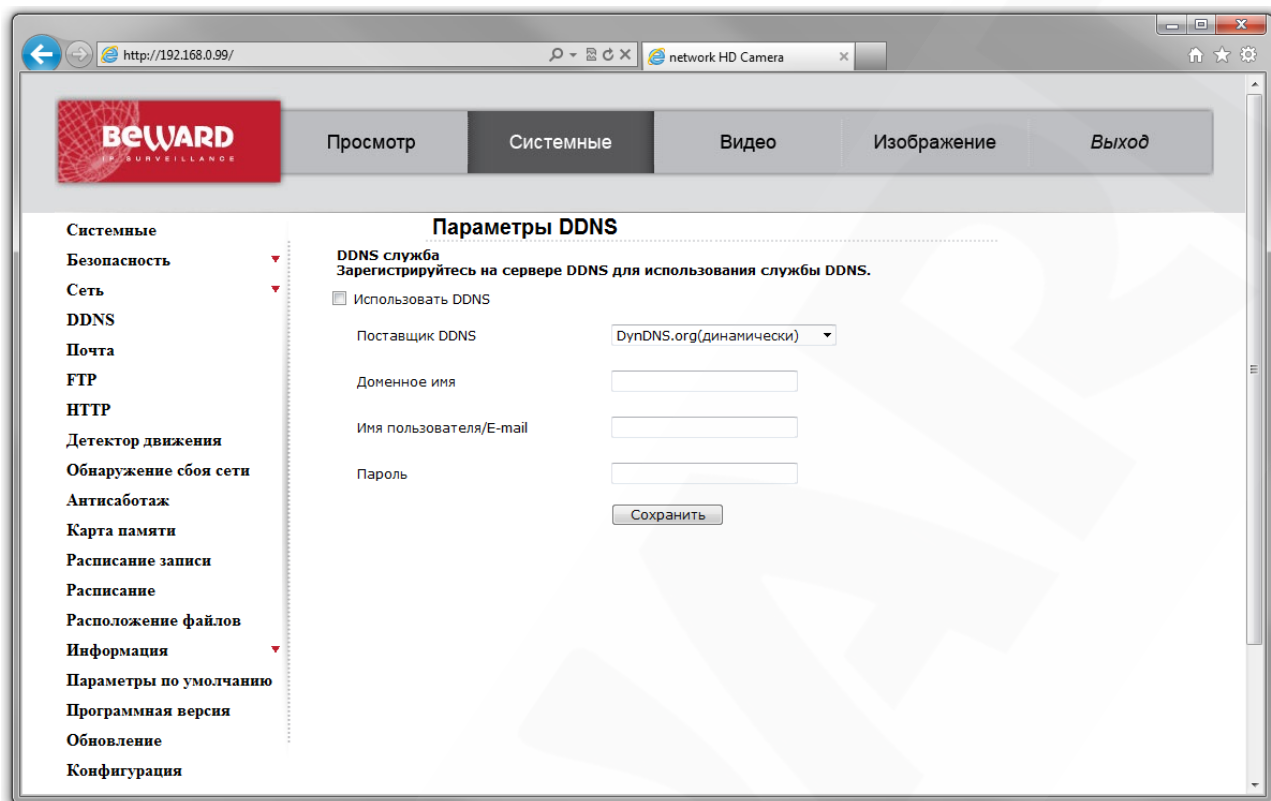 http://192.168.0.99/
network HD Camera
BEWARD
IP SURVEILLANCE
Просмотр
Системные
Видео
Изображение
Выход
Системные
Безопасность
Сеть
DDNS
Почта
FTP
HTTP
Детектор движения
Обнаружение сбоя сети
Антисаботаж
Карта памяти
Расписание записи
Расписание
Расположение файлов
Информация
Параметры по умолчанию
Программная версия
Обновление
Конфигурация
Параметры DDNS
DDNS служба
Зарегистрируйтесь на сервере DDNS для использования службы DDNS.
Использовать DDNS
Поставщик DDNS
DynDNS.org(динамически)
Доменное имя
Имя пользователя/E-mail
Пароль
Сохранить